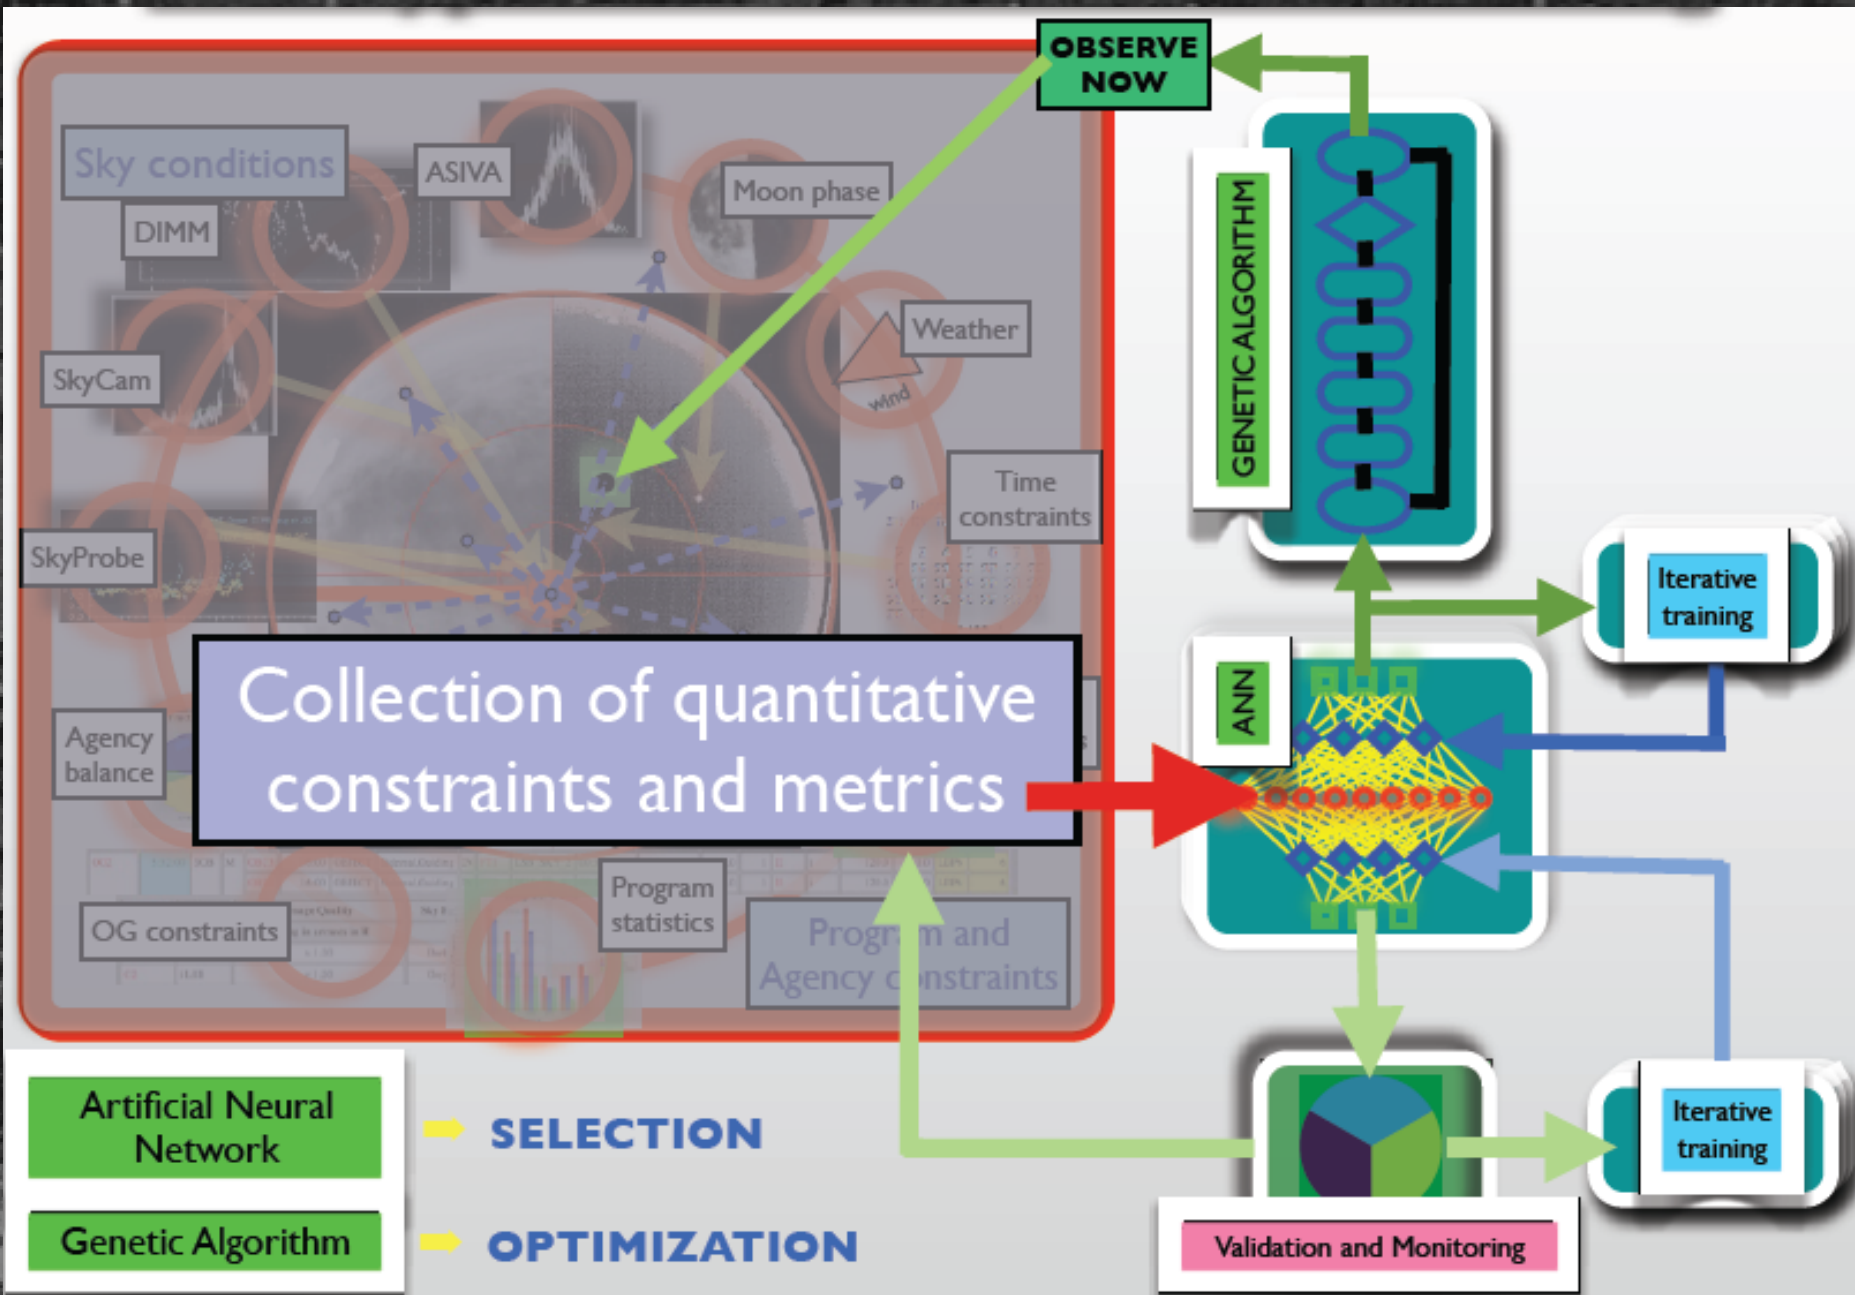 OBSERVE
NOW
Sky conditions
ASIVA
Moon phase
DIMM
Weather
SkyCam
wind
Time
constraints
SkyProbe
Collection of quantitative
constraints and metrics
Agency
balance
OG constraints
Program
statistics
Program and
Agency constraints
GENETIC ALGORITHM
Iterative
training
ANN
Iterative
training
Validation and Monitoring
Artificial Neural
Network
SELECTION
Genetic Algorithm
OPTIMIZATION